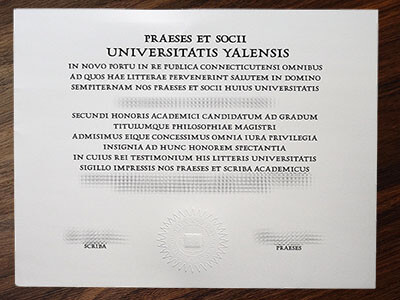 PRAESES ET SOCII
UNIVERSITATIS YALENSIS
IN NOVO PORTU IN RE PUBLICA CONNECTICUTENSI OMNIBUS
AD QUOS HAE LITTERAE PERVENERINT SALUTEM IN DOMINO
SEMPITERNAM NOS PRAESES ET SOCII HUIUS UNIVERSITATIS
SECUNDI HONORIS ACADEMICI CANDIDATUM AD GRADUM
TITULUMQUE PHILOSOPHIAE MAGISTRI
ADMISIMUS EIQUE CONCESSIMUS OMNIA IURA PRIVILEGIA
INSIGNIA AD HUNC HONOREM SPECTANTIA
IN CUIUS REI TESTIMONIUM HIS LITTERIS UNIVERSITATIS
SIGILLO IMPRESSIS NOS PRAESES ET SCRIBA ACADEMICUS
SCRIBA
PRAESES